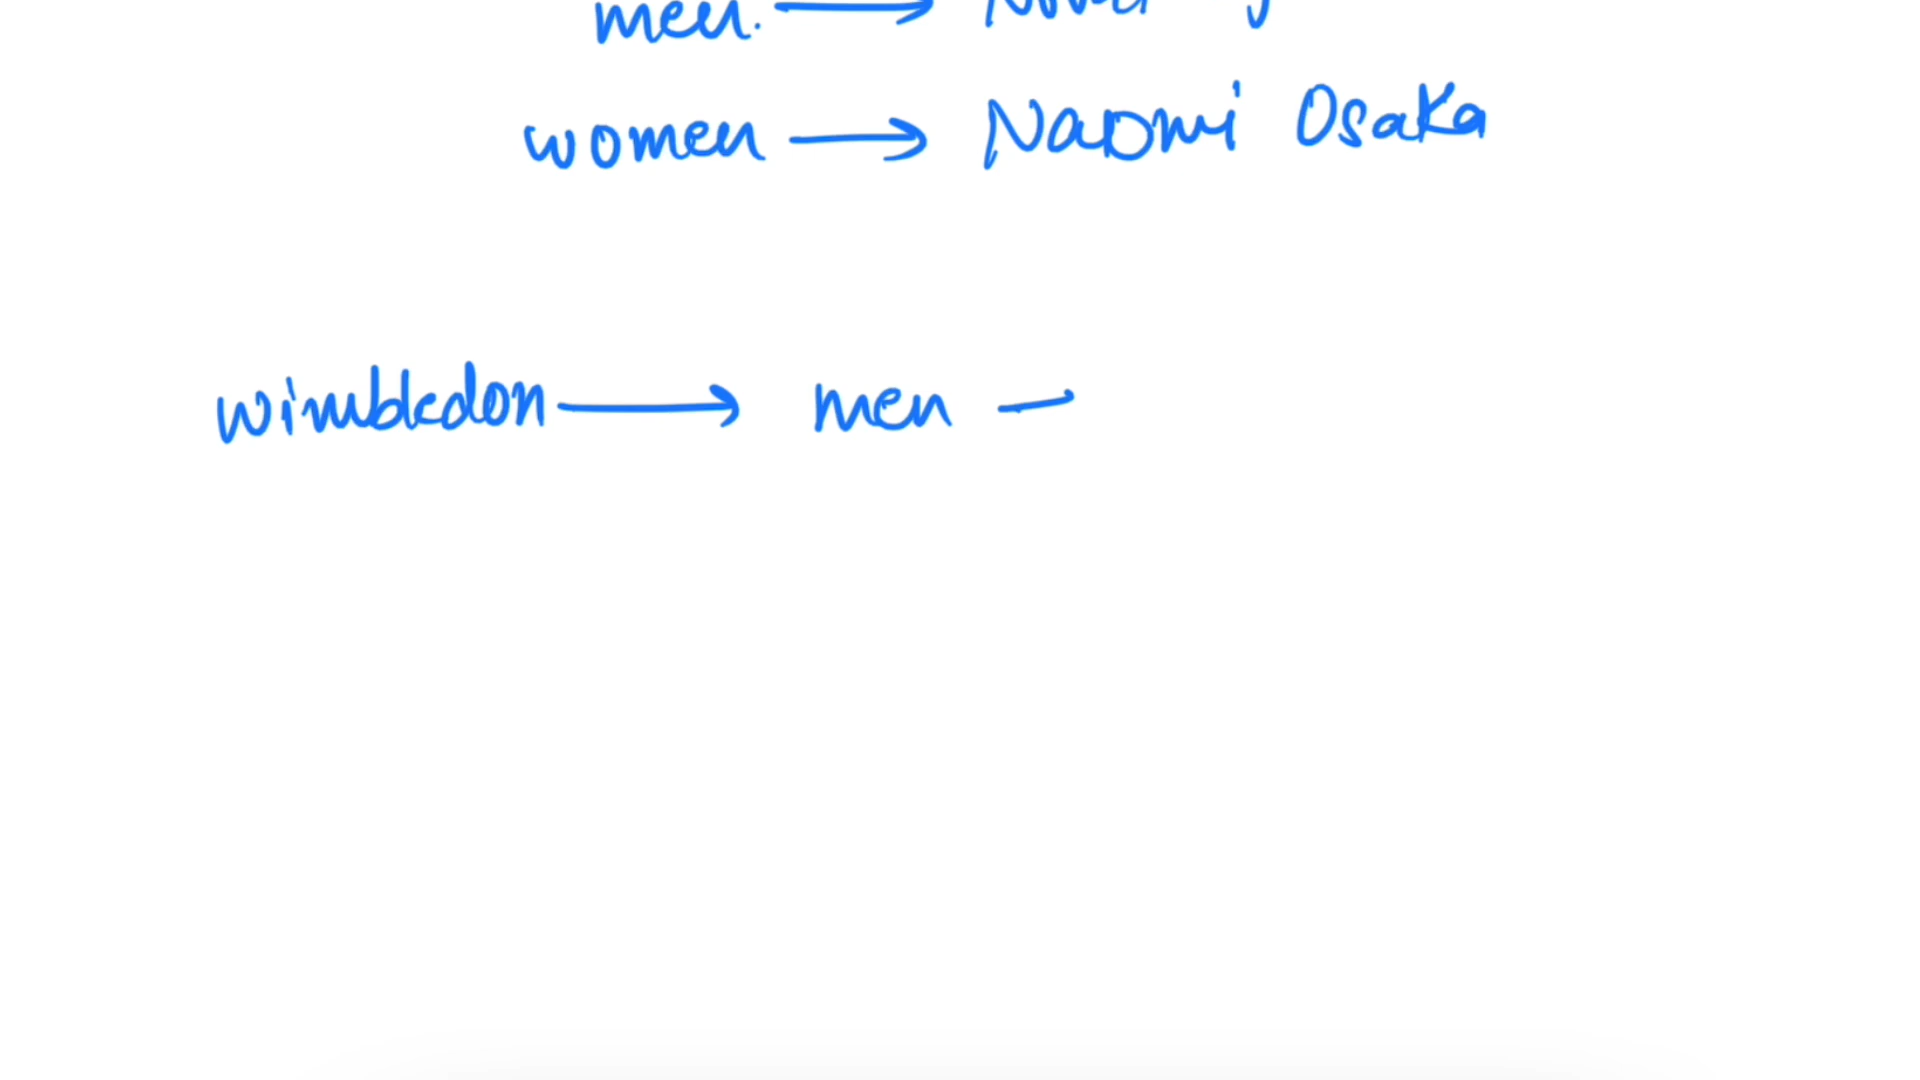 men. →
women → Naomi Osaka
wimbledon → men —